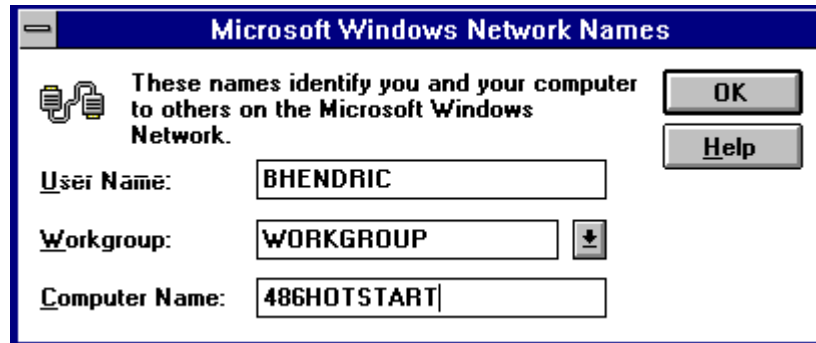 Microsoft Windows Network Names
These names identify you and your computer
to others on the Microsoft Windows
Network.
OK
Help
User Name: BHENDRIC
Workgroup: WORKGROUP
Computer Name: 486HOTSTART